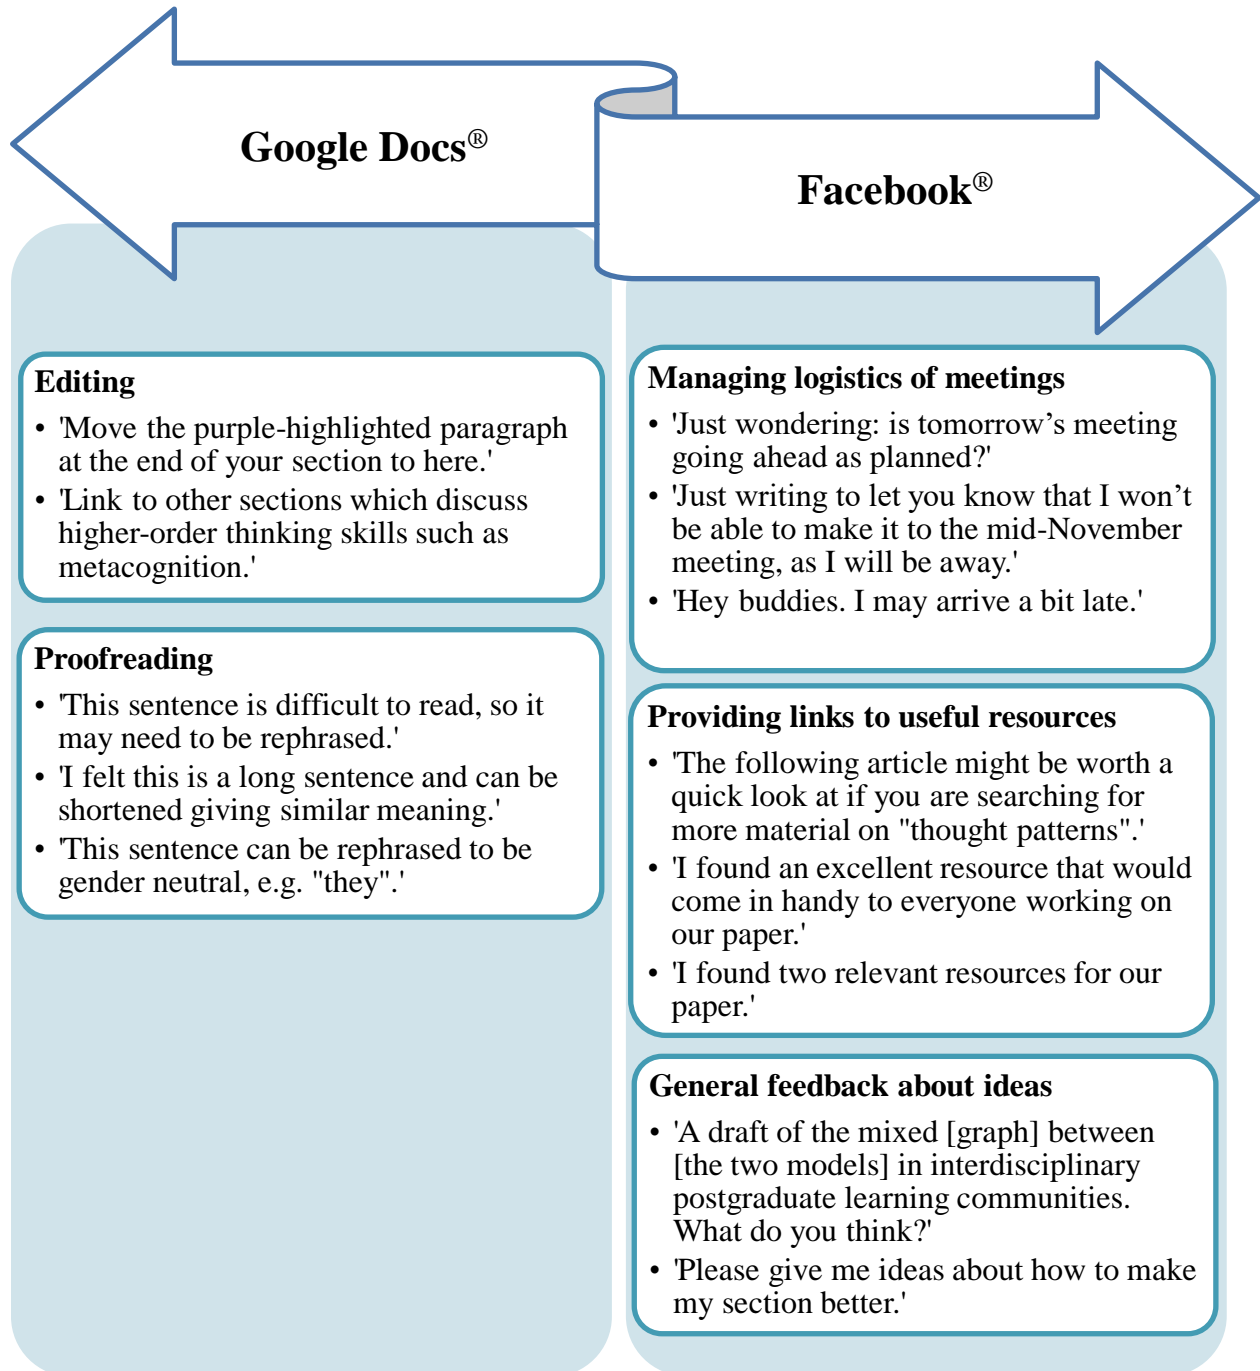 Google Docs®
Facebook®
Editing
• 'Move the purple-highlighted paragraph
at the end of your section to here.'
• 'Link to other sections which discuss
higher-order thinking skills such as
metacognition.'
Proofreading
• 'This sentence is difficult to read, so it
may need to be rephrased.'
• 'I felt this is a long sentence and can be
shortened giving similar meaning.'
• 'This sentence can be rephrased to be
gender neutral, e.g. "they".'
Managing logistics of meetings
• 'Just wondering: is tomorrow’s meeting
going ahead as planned?'
• 'Just writing to let you know that I won’t
be able to make it to the mid-November
meeting, as I will be away.'
• 'Hey buddies. I may arrive a bit late.'
Providing links to useful resources
• 'The following article might be worth a
quick look at if you are searching for
more material on "thought patterns".'
• 'I found an excellent resource that would
come in handy to everyone working on
our paper.'
• 'I found two relevant resources for our
paper.'
General feedback about ideas
• 'A draft of the mixed [graph] between
[the two models] in interdisciplinary
postgraduate learning communities.
What do you think?'
• 'Please give me ideas about how to make
my section better.'